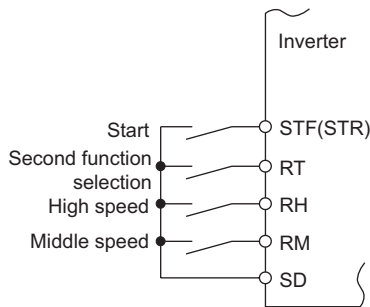 Inverter
Start
STF(STR)
Second function
selection
RT
High speed
RH
Middle speed
RM
SD